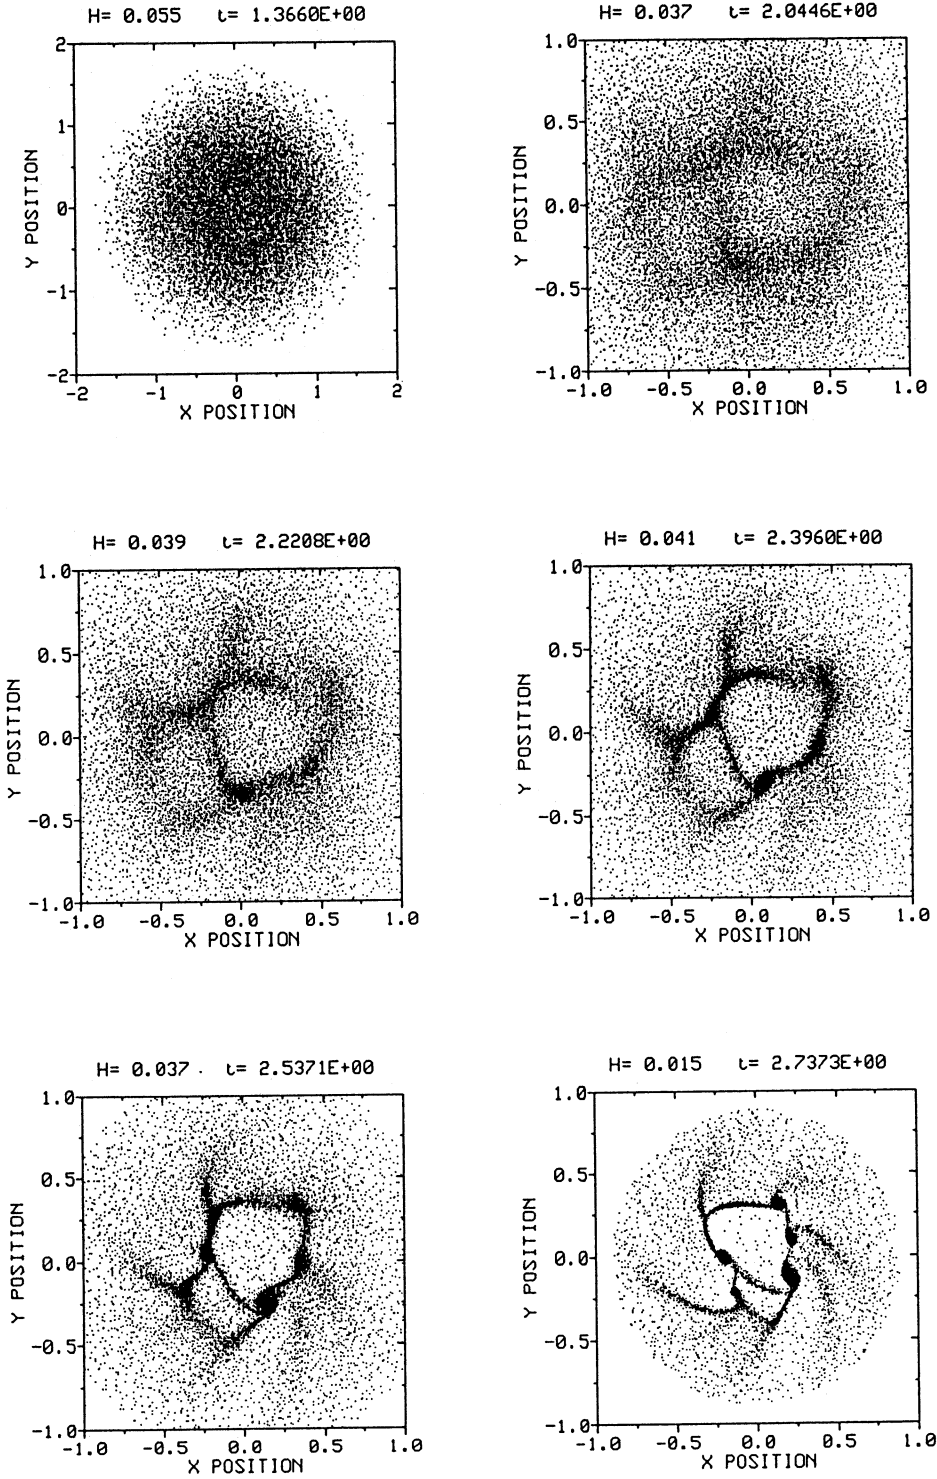 H= 0.055 t= 1.3660E+00
2
1
0
-1
-2
-2 -1 0 1 2
Y POSITION
X POSITION
H= 0.037 t= 2.0446E+00
1.0
0.5
0.0
-0.5
-1.0
-1.0 -0.5 0.0 0.5 1.0
Y POSITION
X POSITION
H= 0.039 t= 2.2208E+00
1.0
0.5
0.0
-0.5
-1.0
-1.0 -0.5 0.0 0.5 1.0
Y POSITION
X POSITION
H= 0.041 t= 2.3960E+00
1.0
0.5
0.0
-0.5
-1.0
-1.0 -0.5 0.0 0.5 1.0
Y POSITION
X POSITION
H= 0.037 t= 2.5371E+00
1.0
0.5
0.0
-0.5
-1.0
-1.0 -0.5 0.0 0.5 1.0
Y POSITION
X POSITION
H= 0.015 t= 2.7373E+00
1.0
0.5
0.0
-0.5
-1.0
-1.0 -0.5 0.0 0.5 1.0
Y POSITION
X POSITION